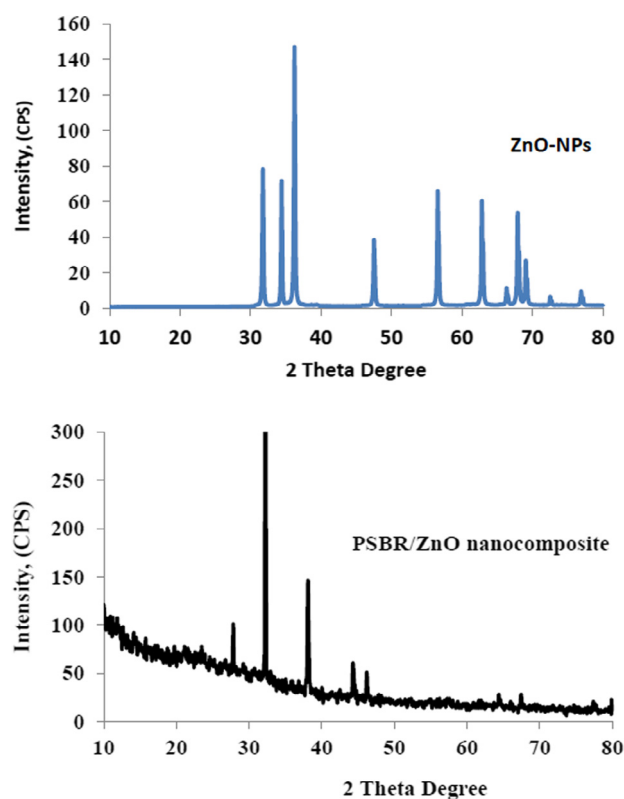 160
140
120
100
80
60
40
20
0
Intensity, (CPS)
ZnO-NPs
10 20 30 40 50 60 70 80
2 Theta Degree
300
250
200
150
100
50
0
Intensity, (CPS)
PSBR/ZnO nanocomposite
10 20 30 40 50 60 70 80
2 Theta Degree